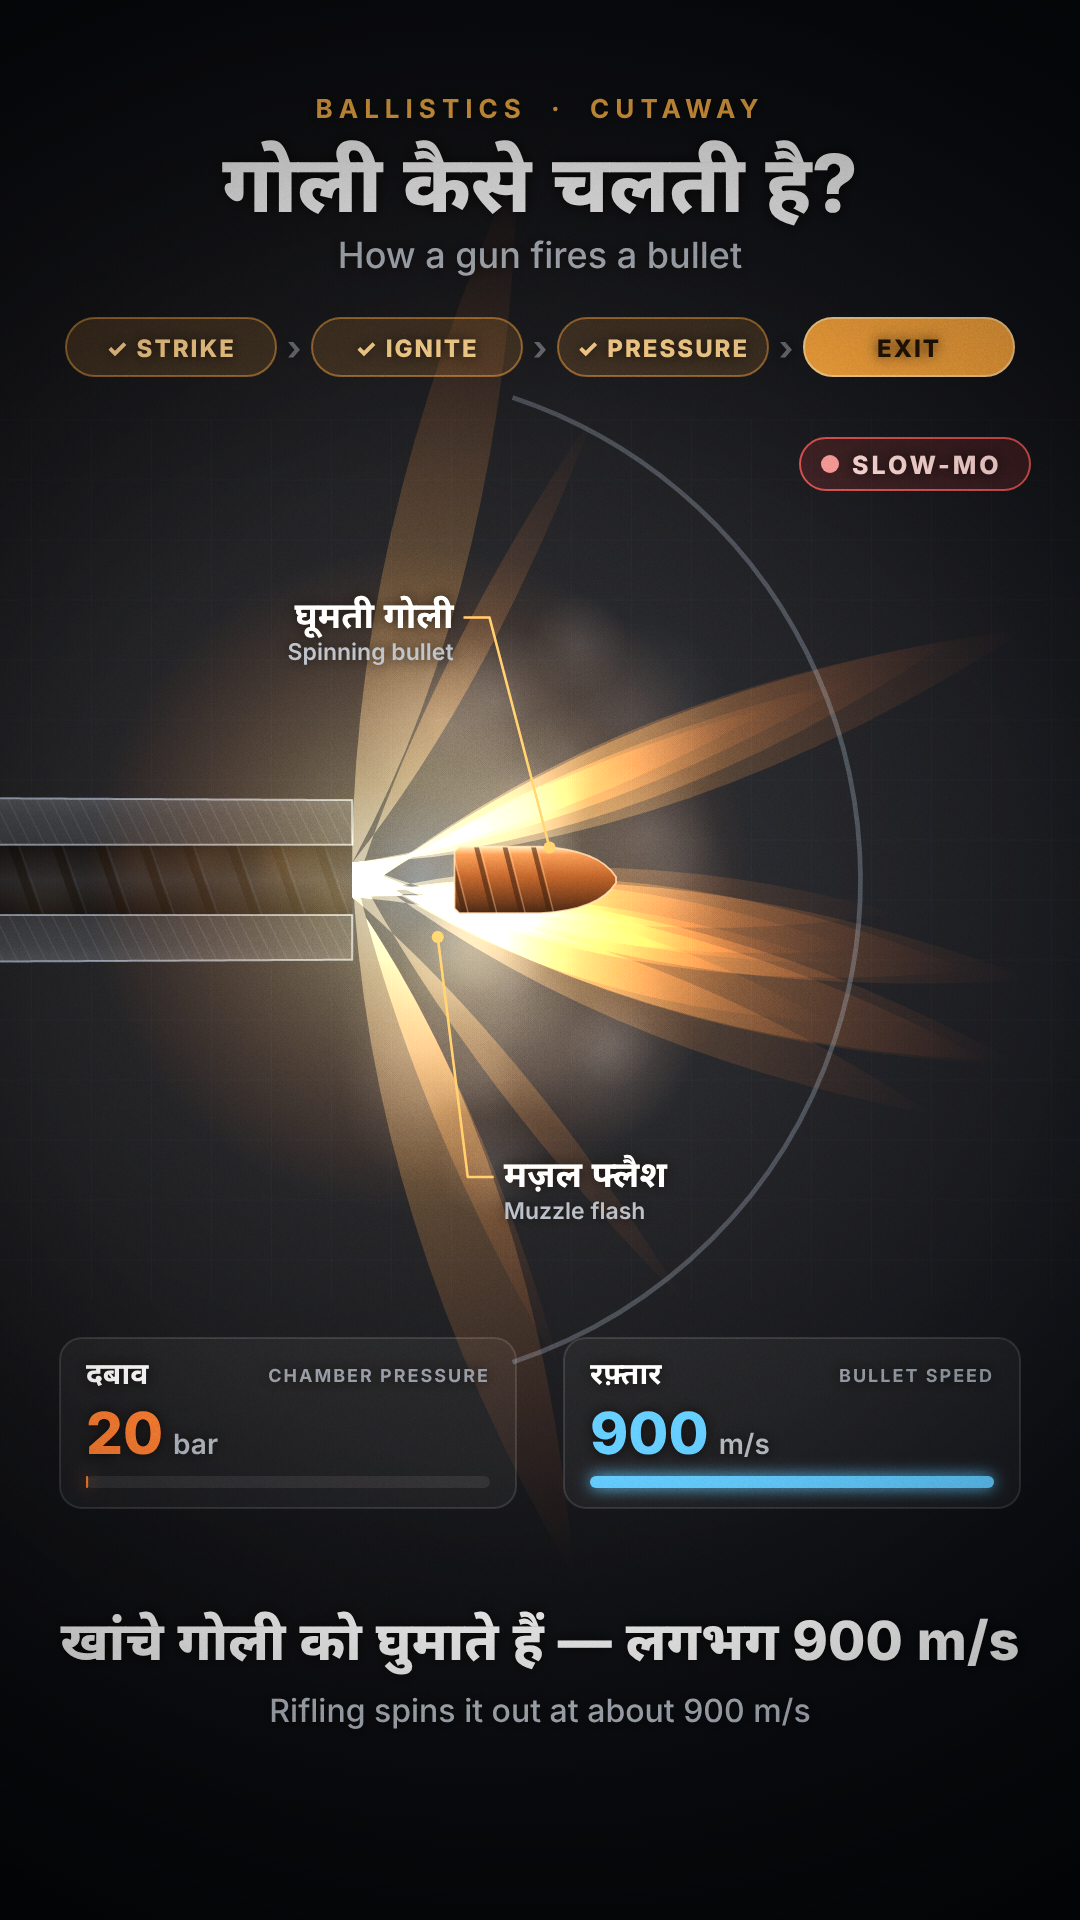 BALLISTICS · CUTAWAY
गोली कैसे चलती है?
How a gun fires a bullet
✓ STRIKE › ✓ IGNITE › ✓ PRESSURE › EXIT
SLOW-MO
घूमती गोली
Spinning bullet
मज़ल फ्लैश
Muzzle flash
दबाव CHAMBER PRESSURE
20 bar
रफ़्तार BULLET SPEED
900 m/s
खांचे गोली को घुमाते हैं — लगभग 900 m/s
Rifling spins it out at about 900 m/s